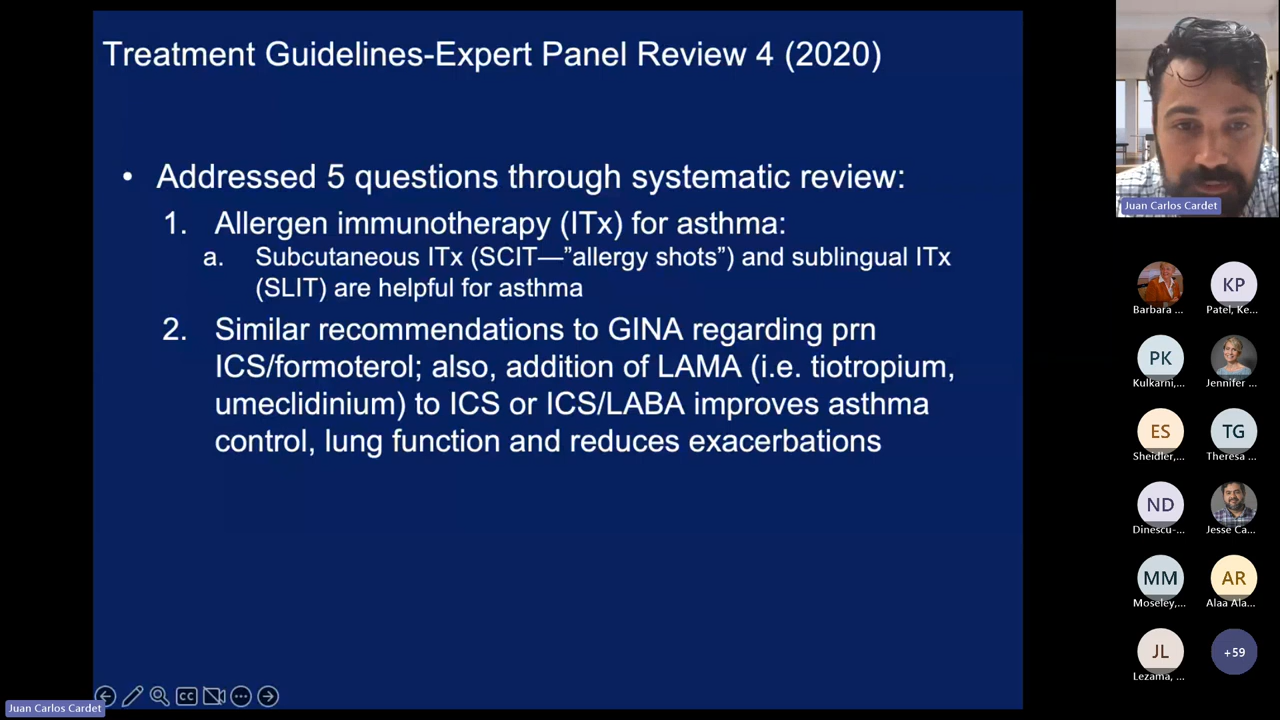 Treatment Guidelines-Expert Panel Review 4 (2020)
• Addressed 5 questions through systematic review:
1. Allergen immunotherapy (ITx) for asthma:
a. Subcutaneous ITx (SCIT—”allergy shots”) and sublingual ITx
(SLIT) are helpful for asthma
2. Similar recommendations to GINA regarding prn
ICS/formoterol; also, addition of LAMA (i.e. tiotropium,
umeclidinium) to ICS or ICS/LABA improves asthma
control, lung function and reduces exacerbations
CC
Juan Carlos Cardet
Juan Carlos Cardet
Barbara ...
KP
Patel, Ke...
PK
Kulkarni,...
Jennifer ...
ES
Sheidler,...
TG
Theresa ...
ND
Dinescu-...
Jesse Ca...
MM
Moseley,...
AR
Alaa Ala...
JL
Lezama, ...
+59